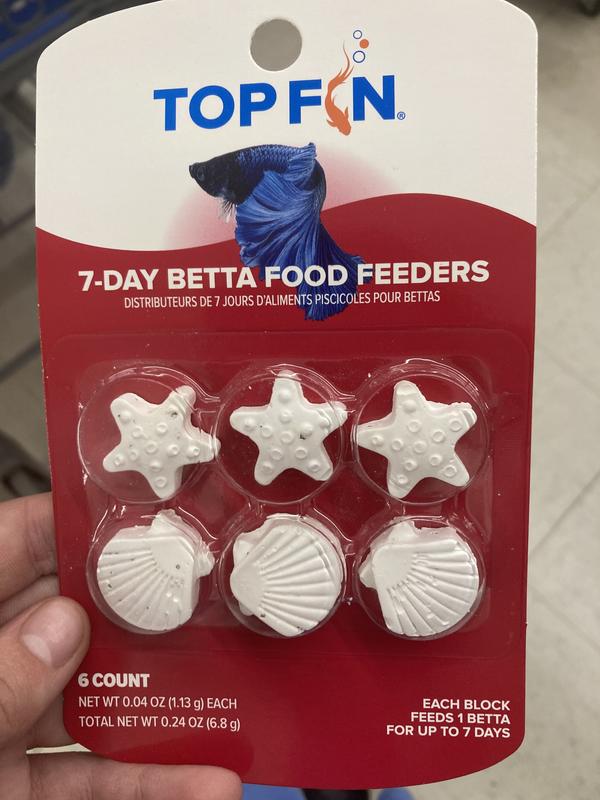 TOP FIN®
7-DAY BETTA FOOD FEEDERS
DISTRIBUTEURS DE 7 JOURS D'ALIMENTS PISCICOLES POUR BETTAS
6 COUNT
NET WT 0.04 OZ (1.13 g) EACH
TOTAL NET WT 0.24 OZ (6.8 g)
EACH BLOCK
FEEDS 1 BETTA
FOR UP TO 7 DAYS